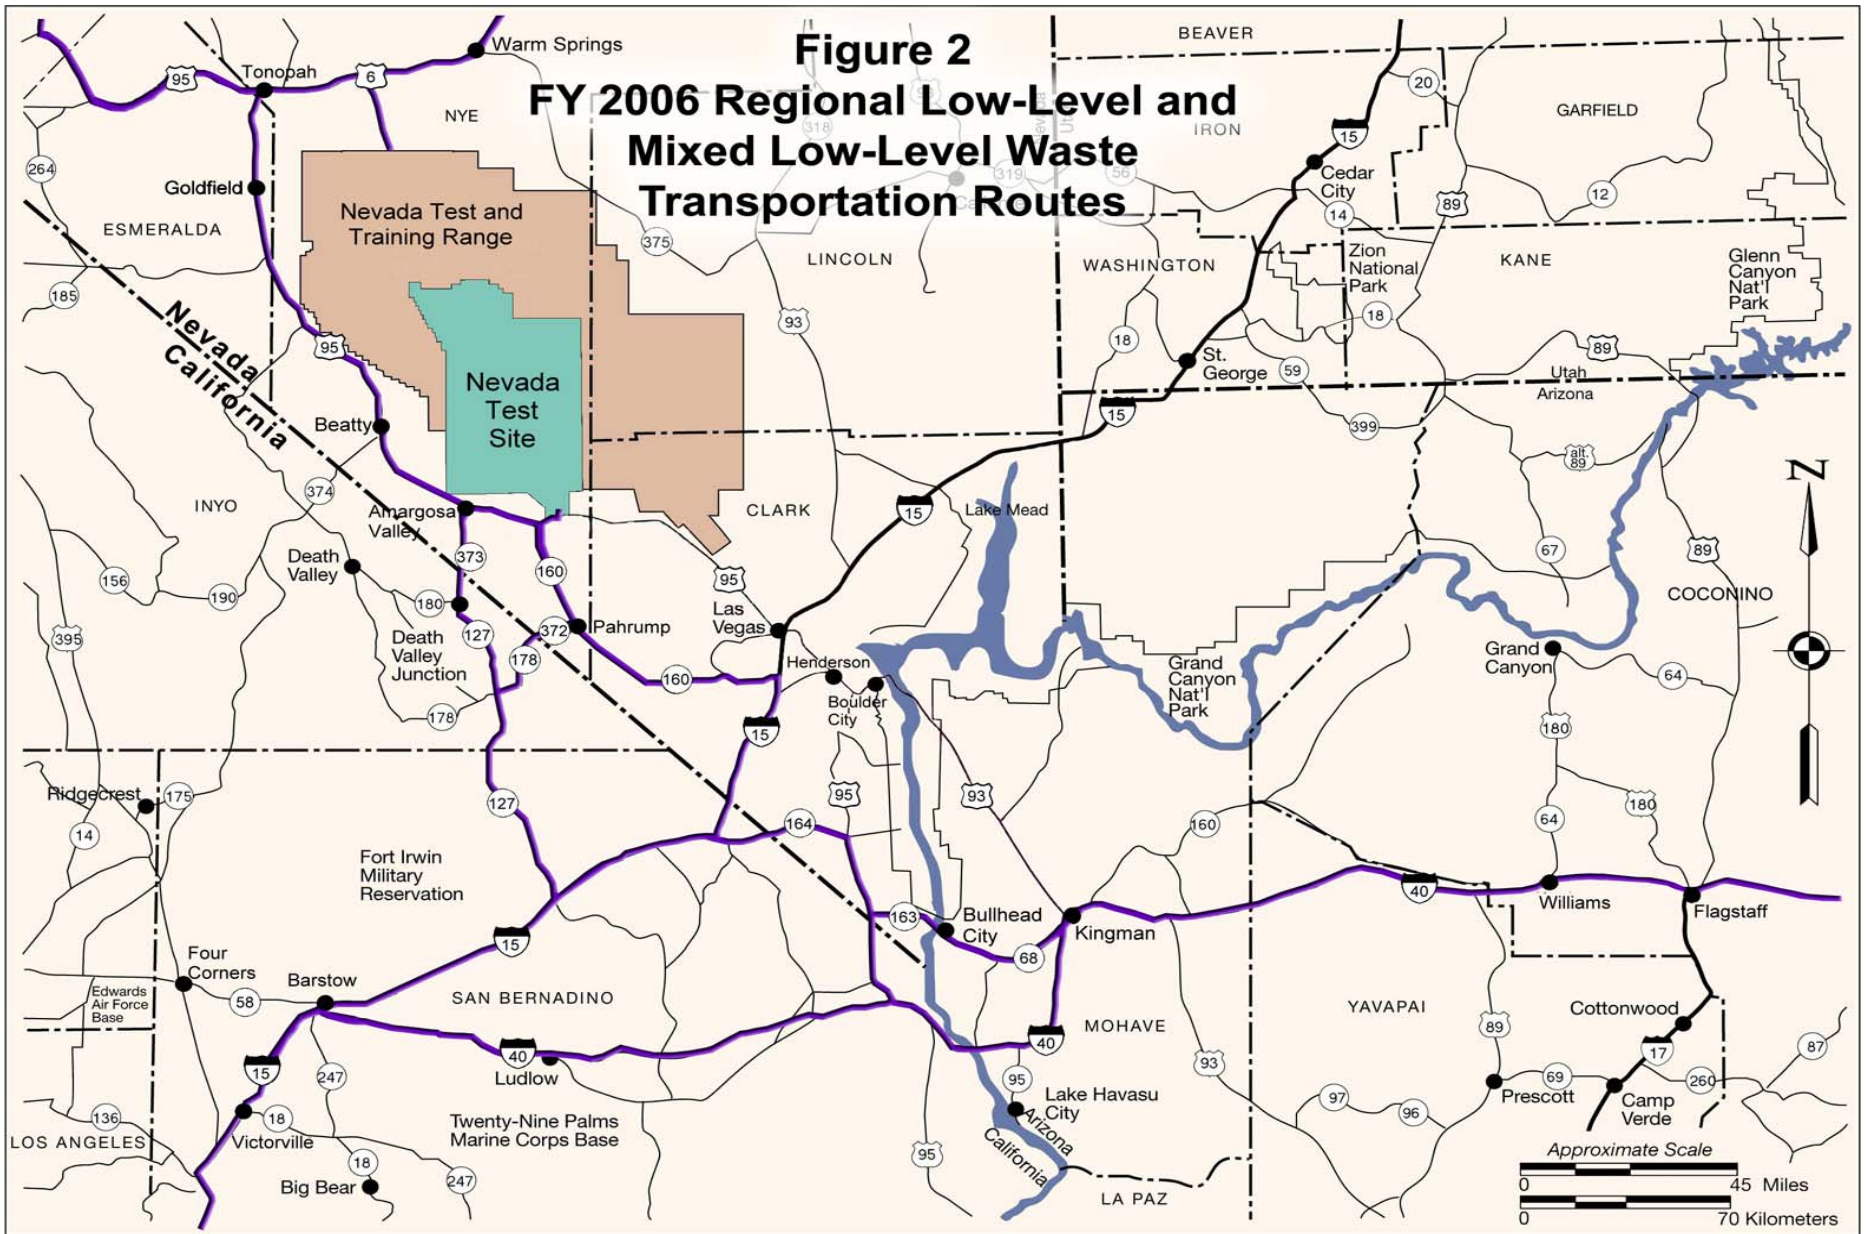 Figure 2
FY 2006 Regional Low-Level and
Mixed Low-Level Waste
Transportation Routes
Warm Springs
BEAVER
95
Tonopah
6
NYE
93
Nevada
Utah
20
GARFIELD
318
IRON
15
264
Goldfield
319
56
Cedar
City
12
ESMERALDA
Nevada Test and
Training Range
375
14
89
LINCOLN
WASHINGTON
Zion
National
Park
KANE
Glenn
Canyon
Nat'l
Park
185
Nevada
California
95
93
18
18
89
St.
George
59
Utah
Arizona
Nevada
Test
Site
15
Beatty
399
alt.
89
N
374
INYO
Amargosa
Valley
CLARK
15
Lake Mead
Death
Valley
373
160
95
67
89
156
190
180
COCONINO
395
Las
Vegas
127
372
Pahrump
Death
Valley
Junction
178
Henderson
Grand
Canyon
Grand
Canyon
Nat'l
Park
160
64
178
Boulder
City
15
180
Ridgecrest
175
127
95
93
180
14
164
160
64
Fort Irwin
Military
Reservation
40
Williams
Flagstaff
163
Bullhead
City
Kingman
15
68
Four
Corners
Barstow
Edwards
Air Force
Base
58
SAN BERNADINO
YAVAPAI
Cottonwood
MOHAVE
89
40
40
17
87
15
Ludlow
247
95
93
69
260
Lake Havasu
City
Prescott
Camp
Verde
97
96
136
18
Twenty-Nine Palms
Marine Corps Base
LOS ANGELES
Victorville
Arizona
California
95
18
Big Bear
247
LA PAZ
Approximate Scale
0 45 Miles
0 70 Kilometers